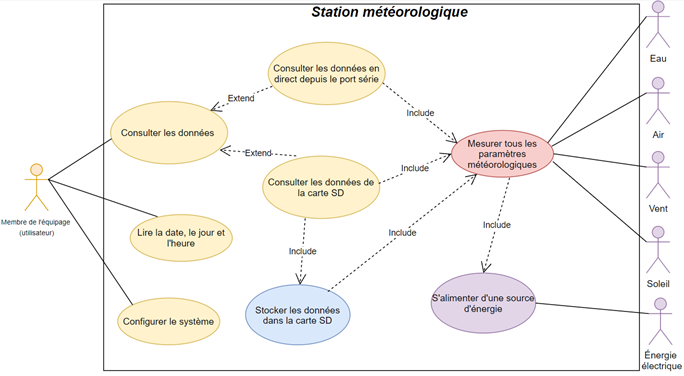 Station météorologique
Eau
Consulter les données en
direct depuis le port série
Extend
Include
Consulter les données
Mesurer tous les
paramètres
météorologiques
Air
Extend
Include
Consulter les données de
la carte SD
Vent
Membre de l'équipage
(utilisateur)
Lire la date, le jour et
l'heure
Include
Include
Include
Soleil
Configurer le système
Stocker les données
dans la carte SD
S'alimenter d'une source
d'énergie
Énergie
électrique